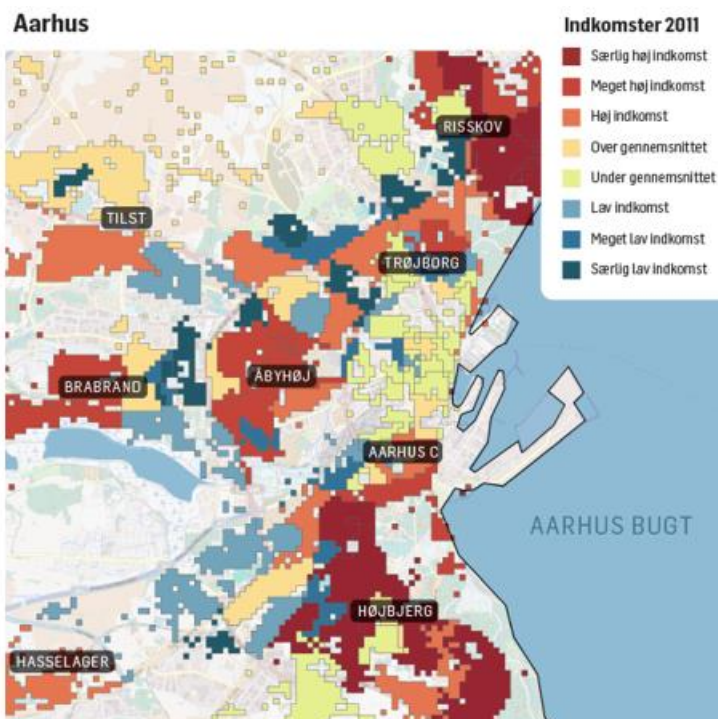 Aarhus
Indkomster 2011
Særlig høj indkomst
Meget høj indkomst
Høj indkomst
Over gennemsnittet
Under gennemsnittet
Lav indkomst
Meget lav indkomst
Særlig lav indkomst
RISSKOV
TILST
TRØJBORG
BRABRAND
ÅBYHØJ
AARHUS C
AARHUS BUGT
HØJBJERG
HASSELAGER